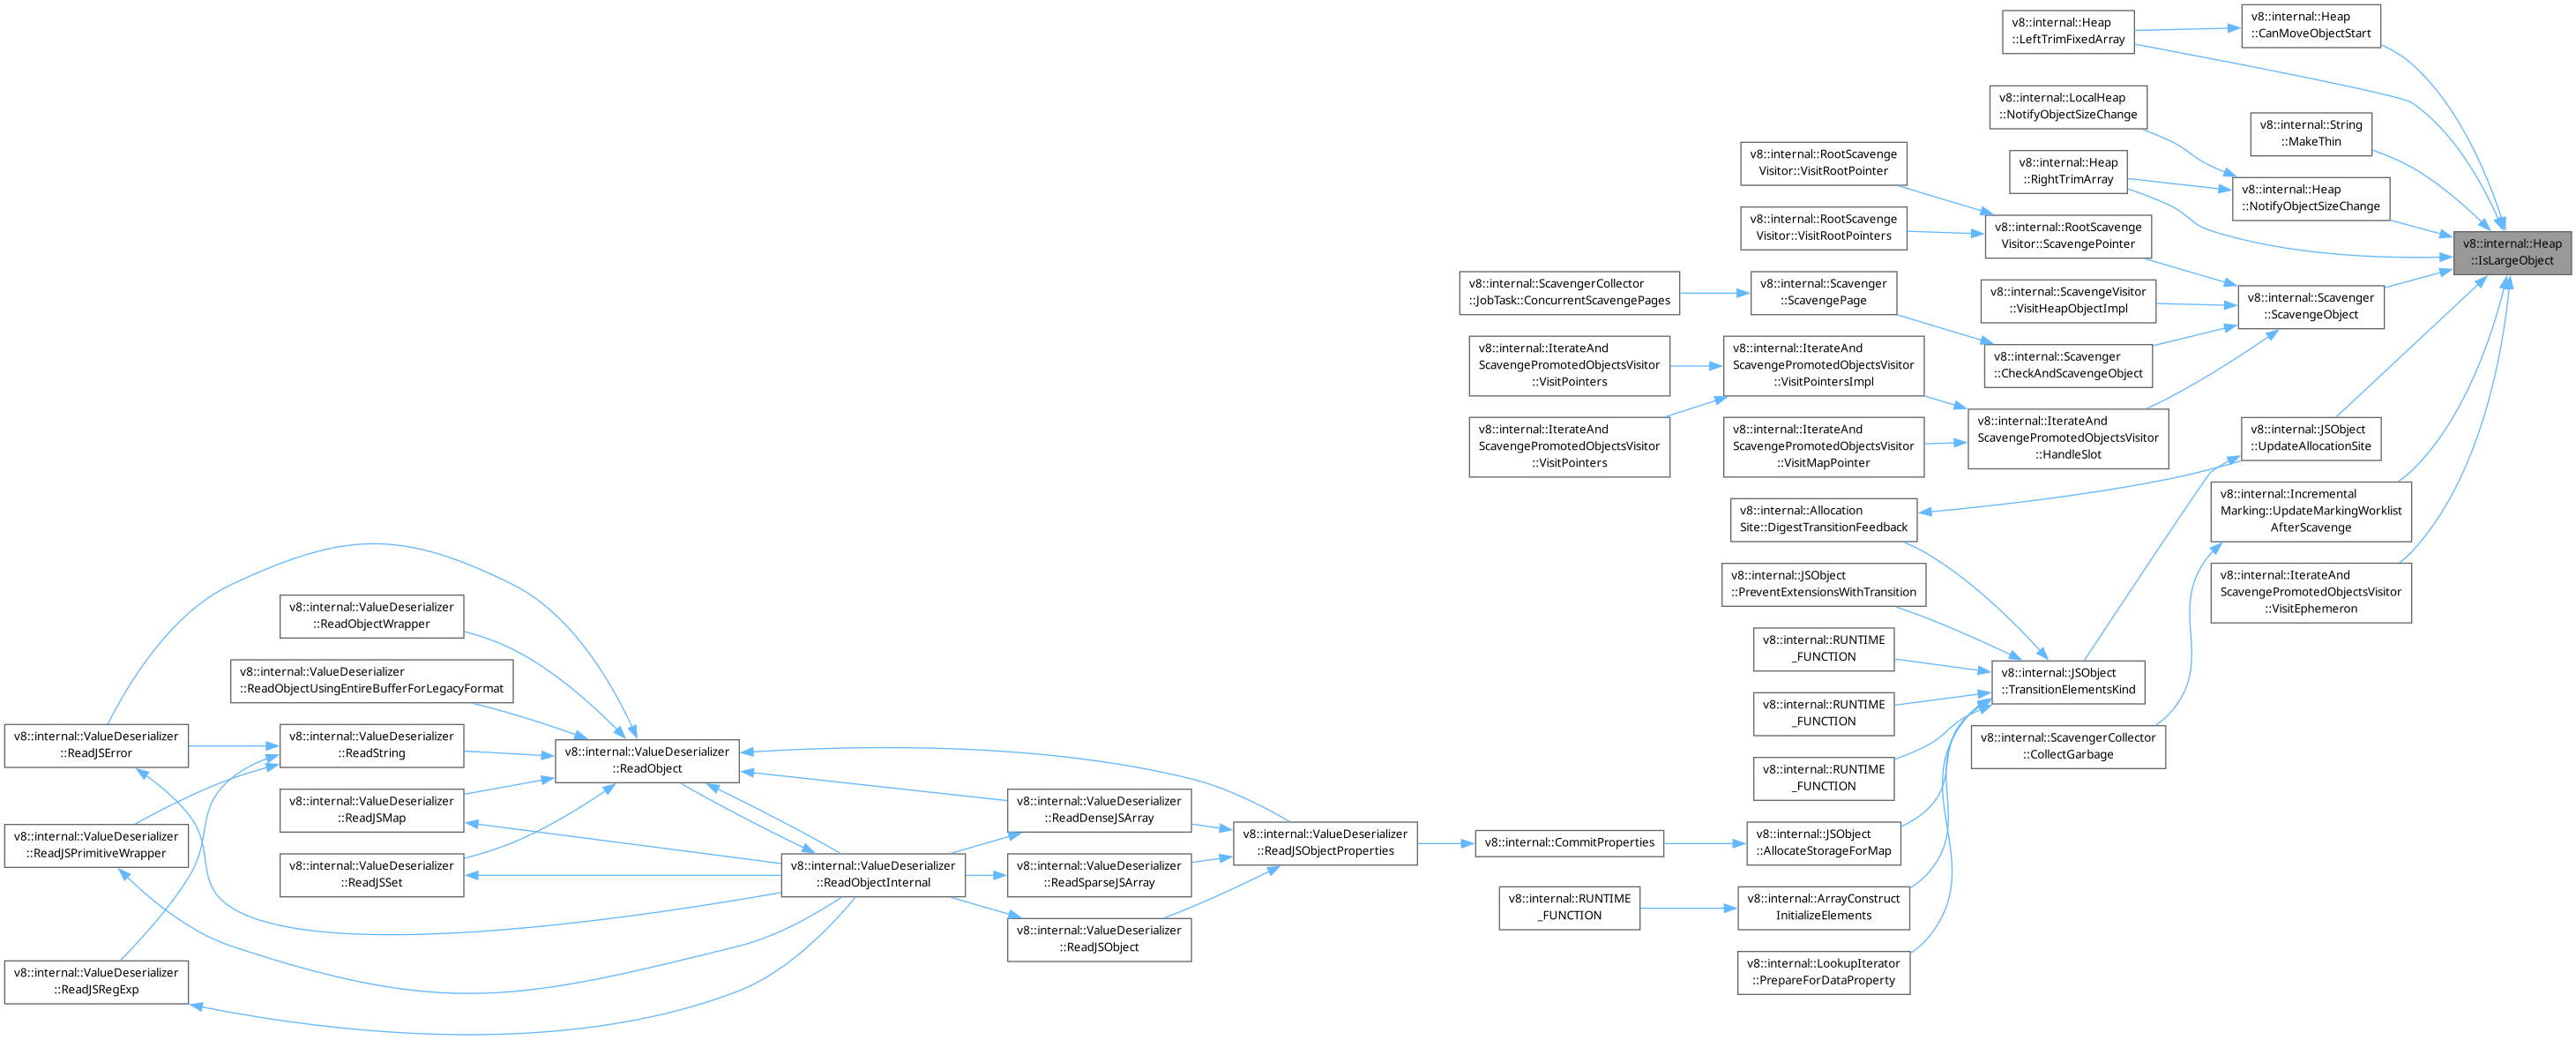 v8::internal::Heap
::LeftTrimFixedArray
v8::internal::Heap
::CanMoveObjectStart
v8::internal::LocalHeap
::NotifyObjectSizeChange
v8::internal::String
::MakeThin
v8::internal::RootScavenge
Visitor::VisitRootPointer
v8::internal::Heap
::RightTrimArray
v8::internal::Heap
::NotifyObjectSizeChange
v8::internal::RootScavenge
Visitor::VisitRootPointers
v8::internal::RootScavenge
Visitor::ScavengePointer
v8::internal::Heap
::IsLargeObject
v8::internal::ScavengerCollector
::JobTask::ConcurrentScavengePages
v8::internal::Scavenger
::ScavengePage
v8::internal::ScavengeVisitor
::VisitHeapObjectImpl
v8::internal::Scavenger
::ScavengeObject
v8::internal::IterateAnd
ScavengePromotedObjectsVisitor
::VisitPointers
v8::internal::IterateAnd
ScavengePromotedObjectsVisitor
::VisitPointersImpl
v8::internal::Scavenger
::CheckAndScavengeObject
v8::internal::IterateAnd
ScavengePromotedObjectsVisitor
::VisitPointers
v8::internal::IterateAnd
ScavengePromotedObjectsVisitor
::VisitMapPointer
v8::internal::IterateAnd
ScavengePromotedObjectsVisitor
::HandleSlot
v8::internal::JSObject
::UpdateAllocationSite
v8::internal::Allocation
Site::DigestTransitionFeedback
v8::internal::Incremental
Marking::UpdateMarkingWorklist
AfterScavenge
v8::internal::JSObject
::PreventExtensionsWithTransition
v8::internal::IterateAnd
ScavengePromotedObjectsVisitor
::VisitEphemeron
v8::internal::ValueDeserializer
::ReadObjectWrapper
v8::internal::RUNTIME
_FUNCTION
v8::internal::ValueDeserializer
::ReadObjectUsingEntireBufferForLegacyFormat
v8::internal::JSObject
::TransitionElementsKind
v8::internal::RUNTIME
_FUNCTION
v8::internal::ValueDeserializer
::ReadJSError
v8::internal::ValueDeserializer
::ReadString
v8::internal::ValueDeserializer
::ReadObject
v8::internal::RUNTIME
_FUNCTION
v8::internal::ScavengerCollector
::CollectGarbage
v8::internal::ValueDeserializer
::ReadJSMap
v8::internal::ValueDeserializer
::ReadDenseJSArray
v8::internal::ValueDeserializer
::ReadJSPrimitiveWrapper
v8::internal::ValueDeserializer
::ReadJSObjectProperties
v8::internal::CommitProperties
v8::internal::JSObject
::AllocateStorageForMap
v8::internal::ValueDeserializer
::ReadJSSet
v8::internal::ValueDeserializer
::ReadObjectInternal
v8::internal::ValueDeserializer
::ReadSparseJSArray
v8::internal::RUNTIME
_FUNCTION
v8::internal::ArrayConstruct
InitializeElements
v8::internal::ValueDeserializer
::ReadJSObject
v8::internal::ValueDeserializer
::ReadJSRegExp
v8::internal::LookupIterator
::PrepareForDataProperty